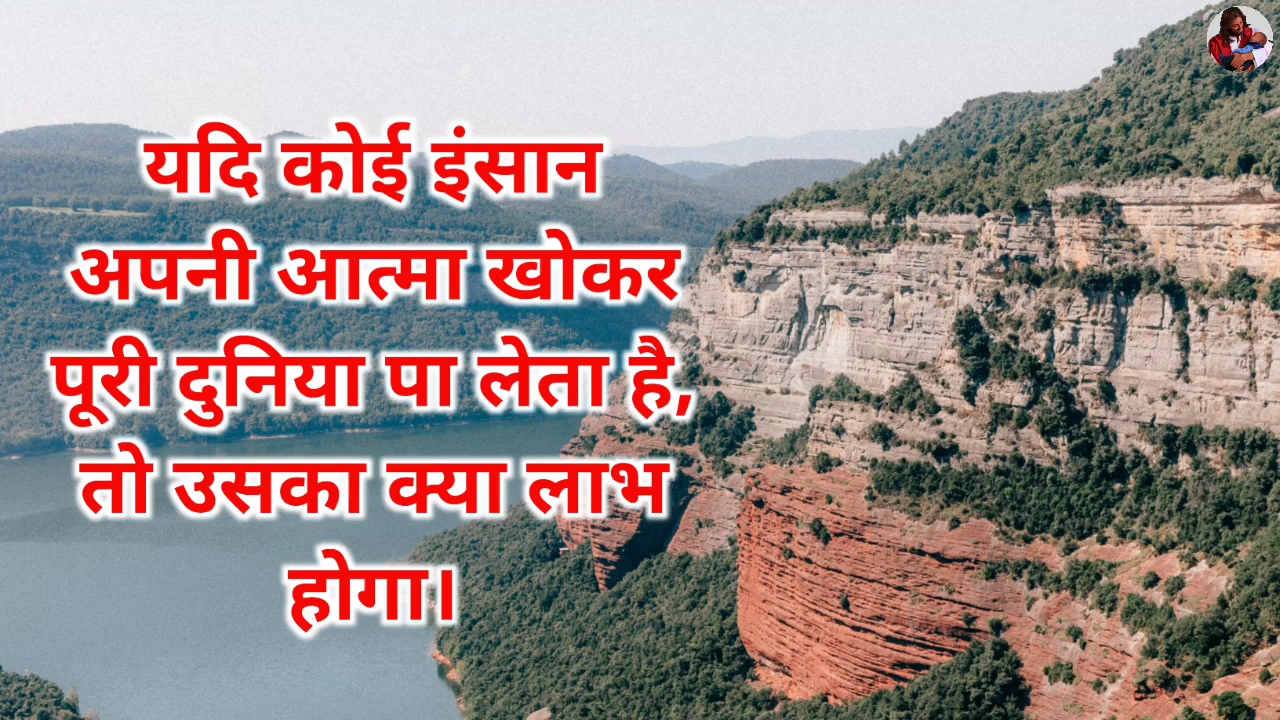 यदि कोई इंसान
अपनी आत्मा खोकर
पूरी दुनिया पा लेता है,
तो उसका क्या लाभ
होगा।